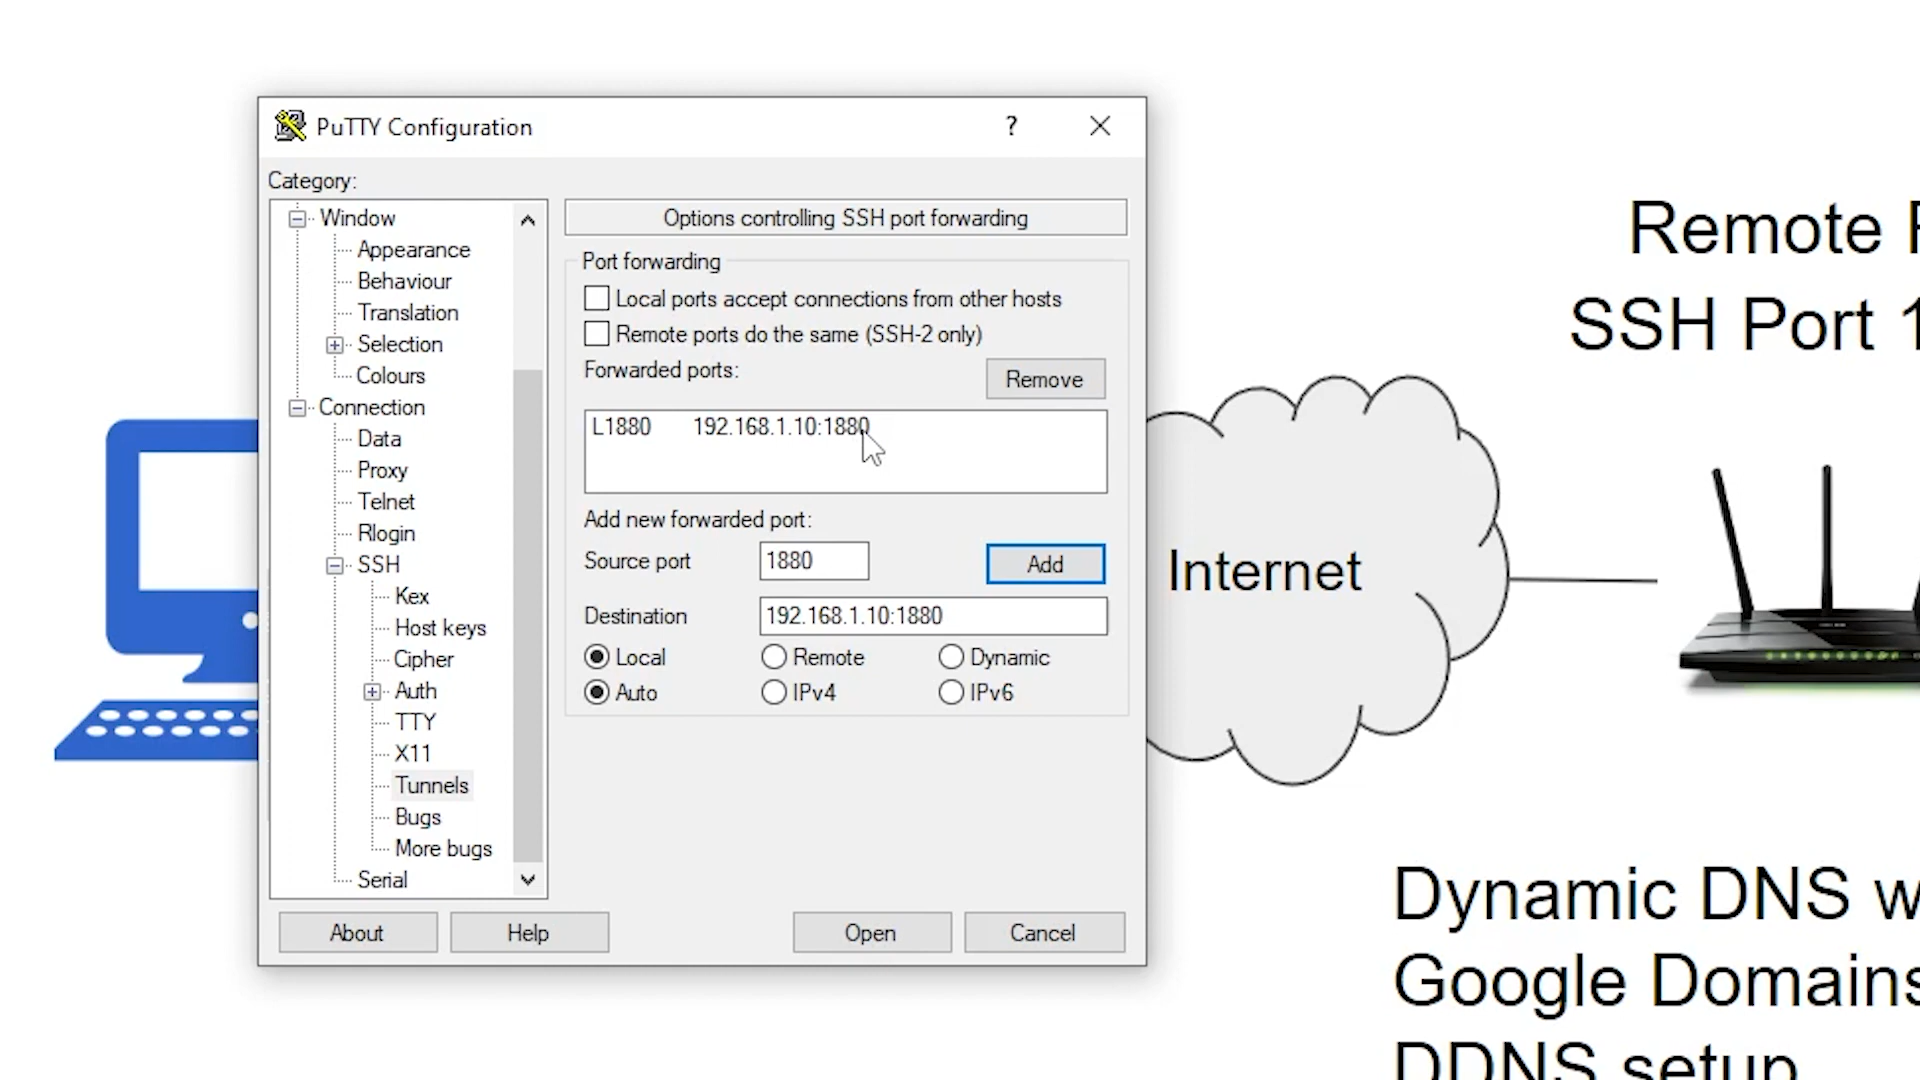 PuTTY Configuration
?
Category:
Window
Appearance
Behaviour
Translation
Selection
Colours
Connection
Data
Proxy
Telnet
Rlogin
SSH
Kex
Host keys
Cipher
Auth
TTY
X11
Tunnels
Bugs
More bugs
Serial
Options controlling SSH port forwarding
Port forwarding
Local ports accept connections from other hosts
Remote ports do the same (SSH-2 only)
Forwarded ports:
Remove
L1880 192.168.1.10:1880
Add new forwarded port:
Source port 1880 Add
Destination 192.168.1.10:1880
Local Remote Dynamic
Auto IPv4 IPv6
About Help Open Cancel
Internet
Remote
SSH Port 1
Dynamic DNS
Google Domains
DDNS setup